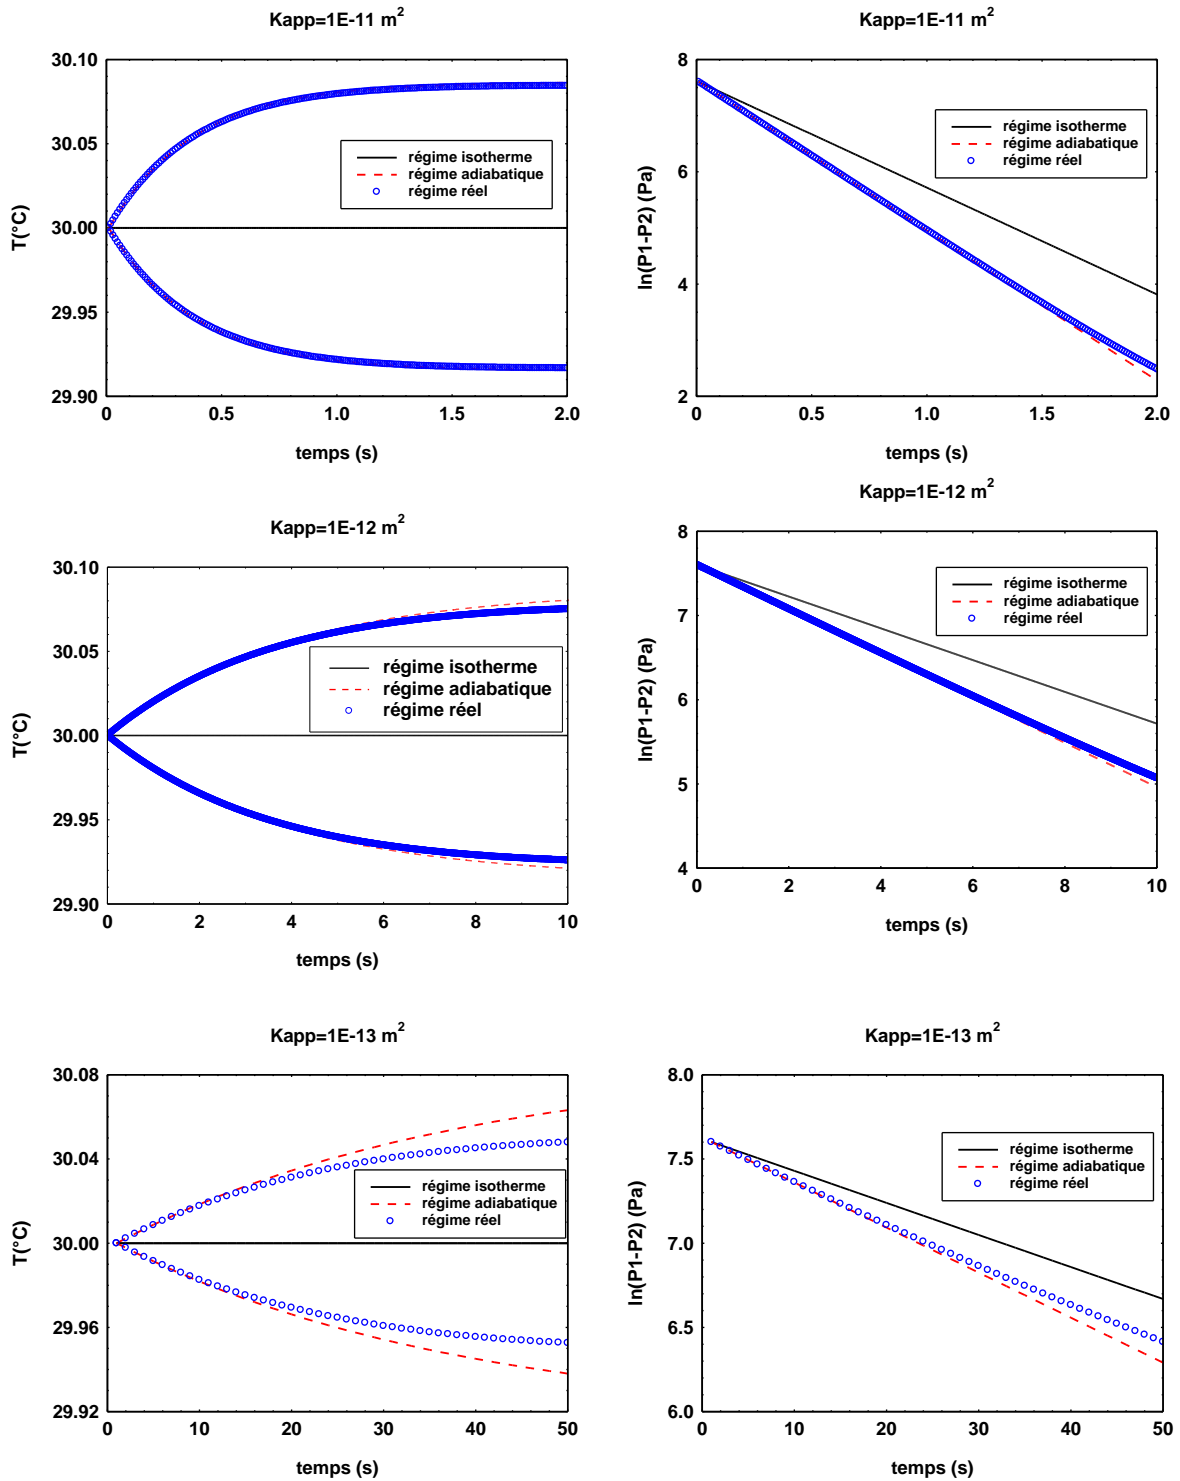 Kapp=1E-11 m²
30.10
30.05
30.00
29.95
29.90
T(°C)
régime isotherme
régime adiabatique
régime réel
0
0.5
1.0
1.5
2.0
temps (s)
Kapp=1E-11 m²
8
6
4
2
ln(P1-P2) (Pa)
régime isotherme
régime adiabatique
régime réel
0
0.5
1.0
1.5
2.0
temps (s)
Kapp=1E-12 m²
30.10
30.05
30.00
29.95
29.90
T(°C)
régime isotherme
régime adiabatique
régime réel
0
2
4
6
8
10
temps (s)
Kapp=1E-12 m²
8
7
6
5
4
ln(P1-P2) (Pa)
régime isotherme
régime adiabatique
régime réel
0
2
4
6
8
10
temps (s)
Kapp=1E-13 m²
30.08
30.04
30.00
29.96
29.92
T(°C)
régime isotherme
régime adiabatique
régime réel
0
10
20
30
40
50
temps (s)
Kapp=1E-13 m²
8.0
7.5
7.0
6.5
6.0
ln(P1-P2) (Pa)
régime isotherme
régime adiabatique
régime réel
0
10
20
30
40
50
temps (s)